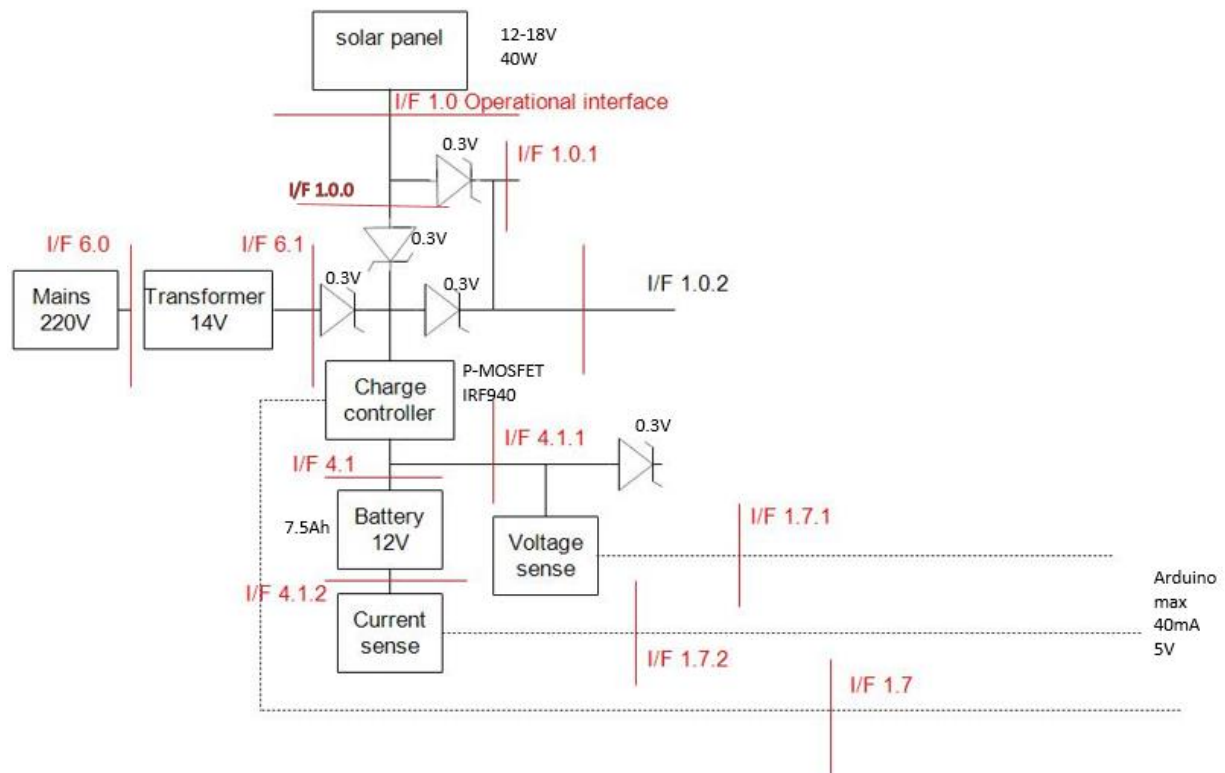 solar panel
12-18V
40W
I/F 1.0 Operational interface
0.3V
I/F 1.0.1
I/F 1.0.0
0.3V
I/F 6.0
I/F 6.1
0.3V
0.3V
I/F 1.0.2
Mains
220V
Transformer
14V
P-MOSFET
IRF940
Charge
controller
0.3V
I/F 4.1.1
I/F 4.1
7.5Ah
Battery
12V
Voltage
sense
I/F 1.7.1
I/F 4.1.2
Current
sense
Arduino
max
40mA
5V
I/F 1.7.2
I/F 1.7